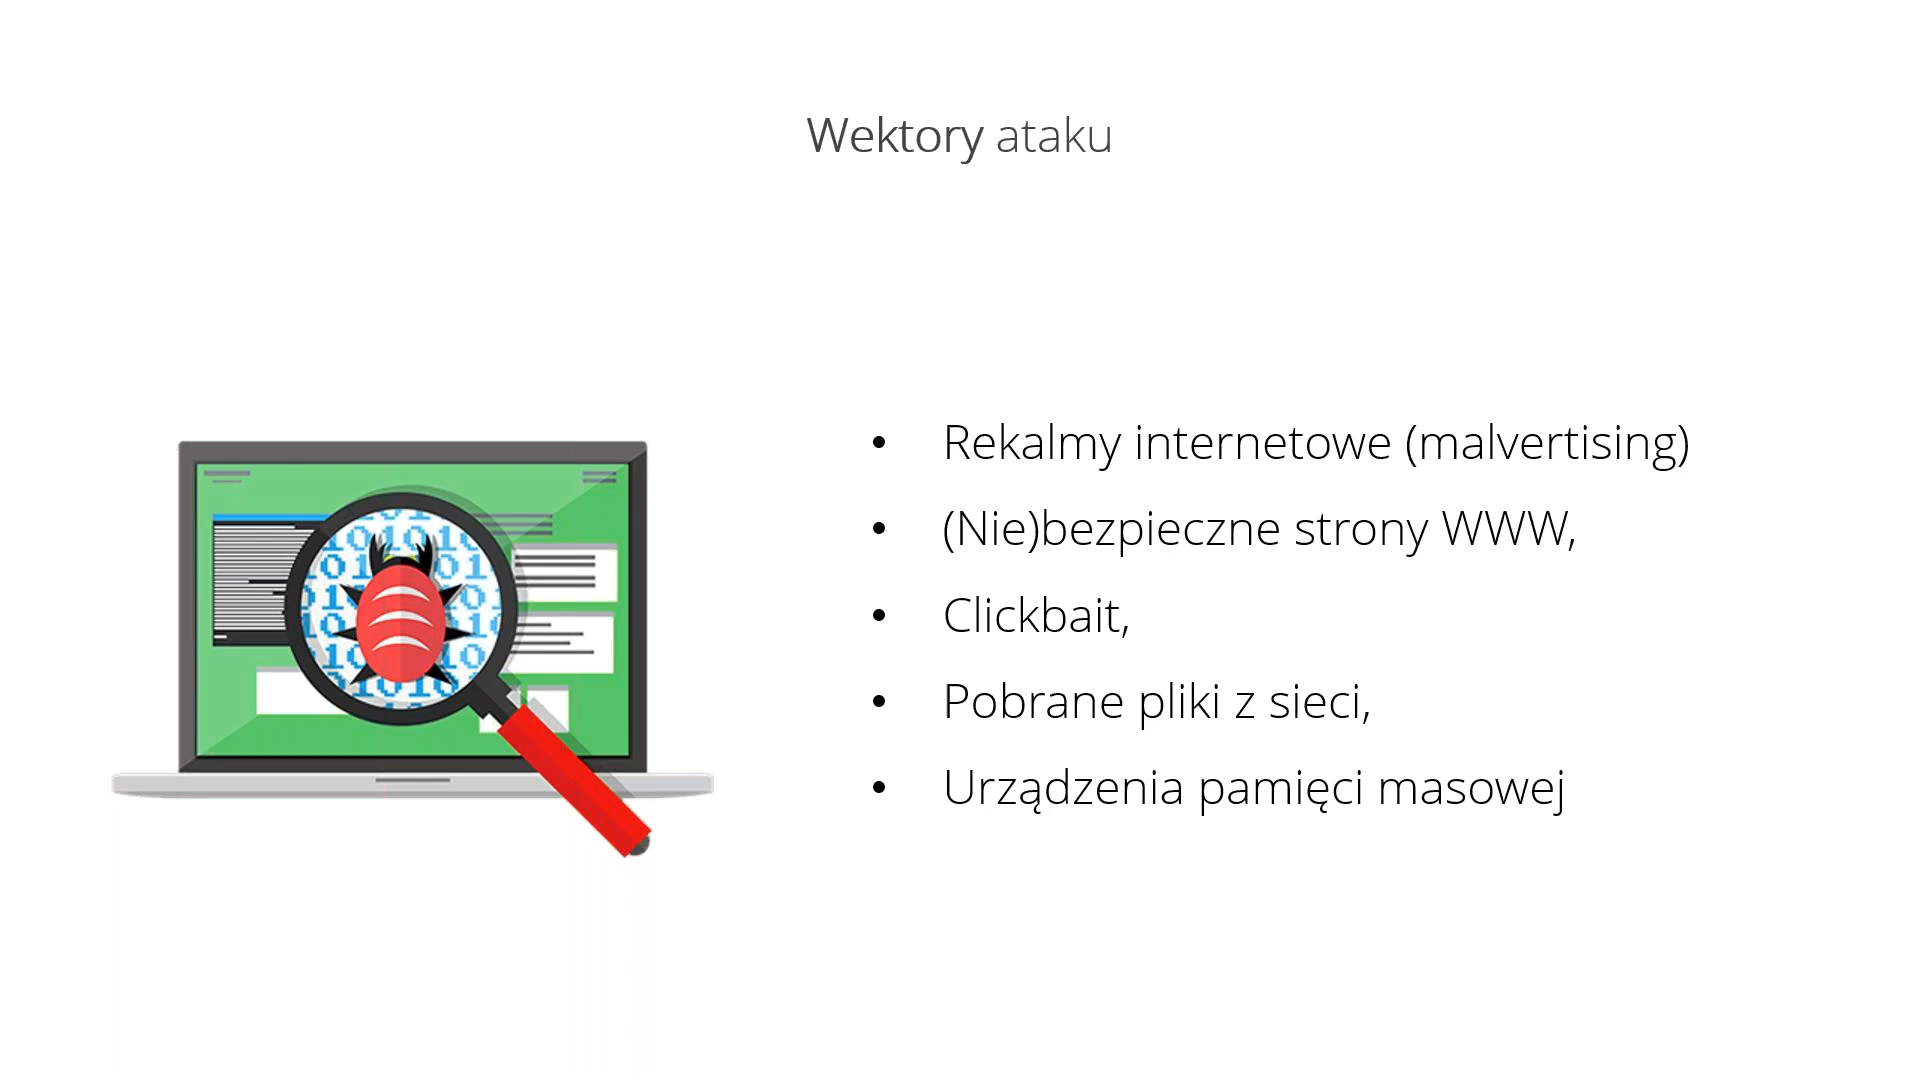 Wektory ataku
• Rekalmy internetowe (malvertising)
• (Nie)bezpieczne strony WWW,
• Clickbait,
• Pobrane pliki z sieci,
• Urządzenia pamięci masowej